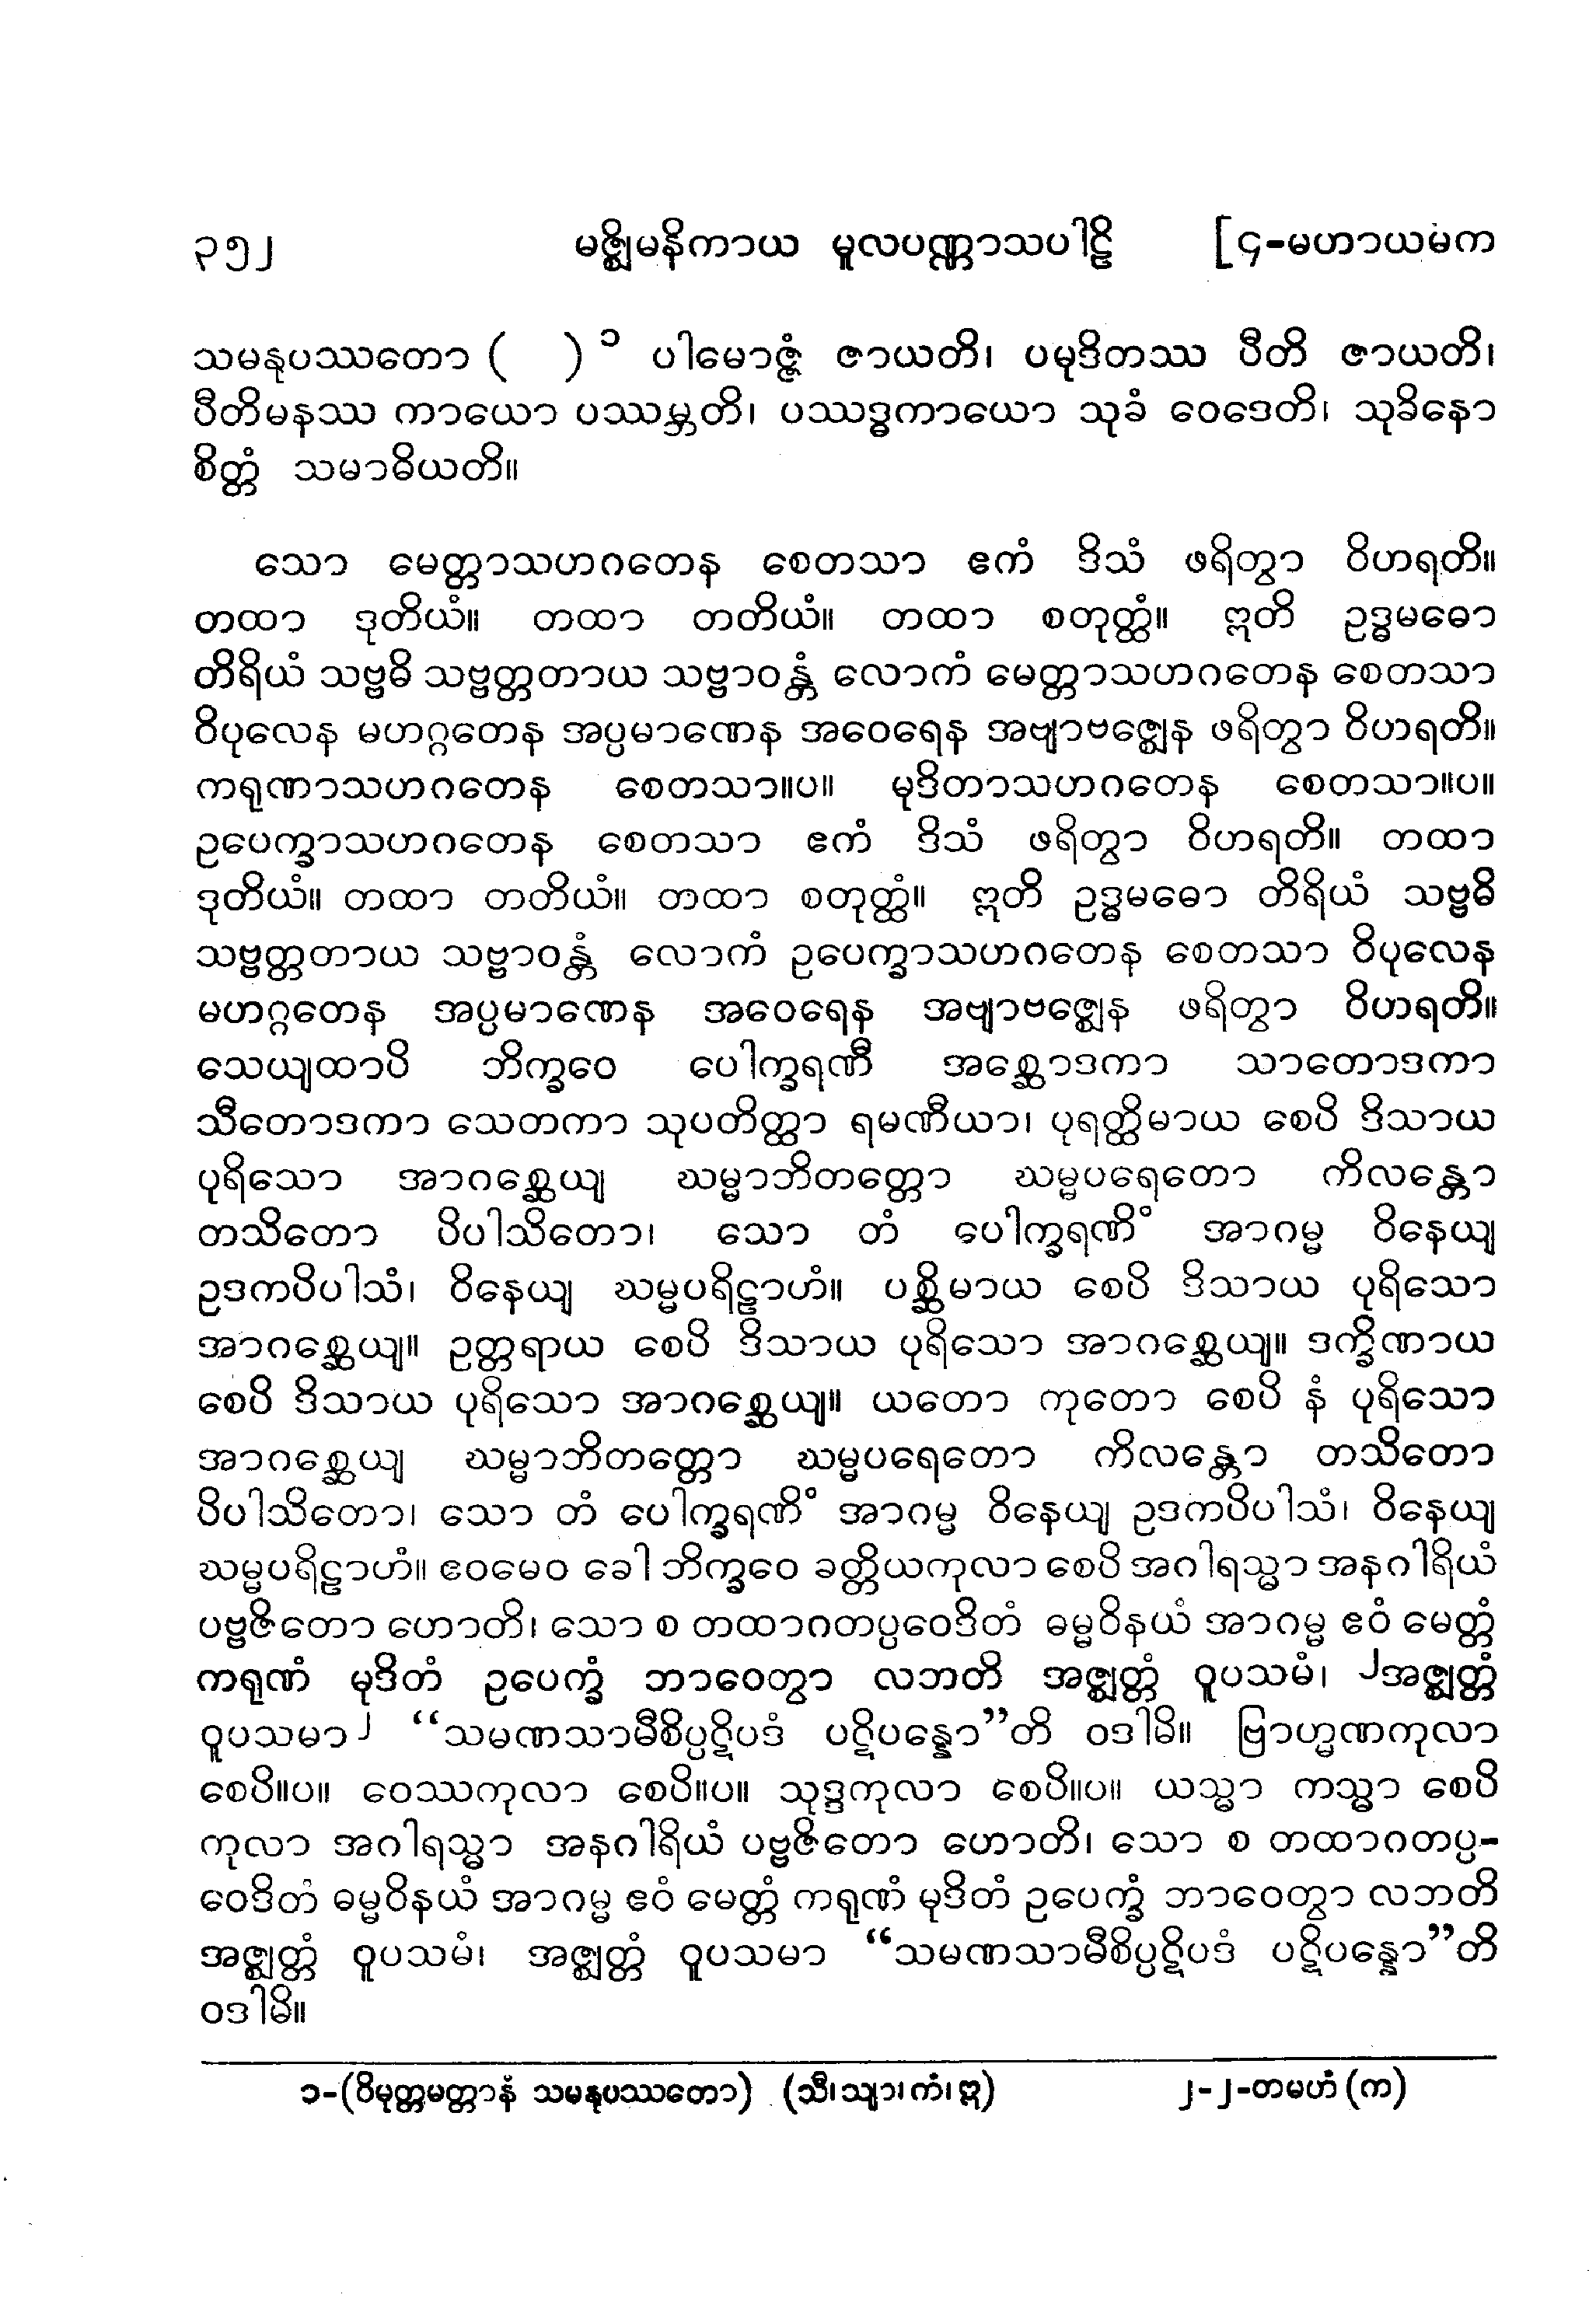 ၃၅၂ မဇ္ဈိမနိကာယ မူလပဏ္ဏာသပါဠိ [၄-မဟာယမက
သမနုပဿတော ( ) ၁ ပါမောဇ္ဇံ ဇာယတိ၊ ပမုဒိတဿ ပီတိ ဇာယတိ၊
ပီတိမနဿ ကာယော ပဿမ္ဘတိ၊ ပဿဒ္ဓကာယော သုခံ ဝေဒေတိ၊ သုခိနော
စိတ္တံ သမာဓိယတိ။
သော မေတ္တာသဟဂတေန စေတသာ ဧကံ ဒိသံ ဖရိတွာ ဝိဟရတိ။
တထာ ဒုတိယံ။ တထာ တတိယံ။ တထာ စတုတ္ထံ။ ဣတိ ဥဒ္ဓမဓော
တိရိယံ သဗ္ဗဓိ သဗ္ဗတ္တတာယ သဗ္ဗာဝန္တံ လောကံ မေတ္တာသဟဂတေန စေတသာ
ဝိပုလေန မဟဂ္ဂတေန အပ္ပမာဏေန အဝေရေန အဗျာဗဇ္ဈေန ဖရိတွာ ဝိဟရတိ။
ကရုဏာသဟဂတေန စေတသာ။ပ။ မုဒိတာသဟဂတေန စေတသာ။ပ။
ဥပေက္ခာသဟဂတေန စေတသာ ဧကံ ဒိသံ ဖရိတွာ ဝိဟရတိ။ တထာ
ဒုတိယံ။ တထာ တတိယံ။ တထာ စတုတ္ထံ။ ဣတိ ဥဒ္ဓမဓော တိရိယံ သဗ္ဗဓိ
သဗ္ဗတ္တတာယ သဗ္ဗာဝန္တံ လောကံ ဥပေက္ခာသဟဂတေန စေတသာ ဝိပုလေန
မဟဂ္ဂတေန အပ္ပမာဏေန အဝေရေန အဗျာဗဇ္ဈေန ဖရိတွာ ဝိဟရတိ။
သေယျထာပိ ဘိက္ခဝေ ပေါက္ခရဏီ အစ္ဆောဒကာ သာတောဒကာ
သီတောဒကာ သေတကာ သုပတိတ္ထာ ရမဏီယာ၊ ပုရတ္ထိမာယ စေပိ ဒိသာယ
ပုရိသော အာဂစ္ဆေယျ ဃမ္မာဘိတတ္တော ဃမ္မပရေတော ကိလန္တော
တသိတော ပိပါသိတော၊ သော တံ ပေါက္ခရဏိံ အာဂမ္မ ဝိနေယျ
ဥဒကပိပါသံ၊ ဝိနေယျ ဃမ္မပရိဠာဟံ။ ပစ္ဆိမာယ စေပိ ဒိသာယ ပုရိသော
အာဂစ္ဆေယျ။ ဥတ္တရာယ စေပိ ဒိသာယ ပုရိသော အာဂစ္ဆေယျ။ ဒက္ခိဏာယ
စေပိ ဒိသာယ ပုရိသော အာဂစ္ဆေယျ။ ယတော ကုတော စေပိ နံ ပုရိသော
အာဂစ္ဆေယျ ဃမ္မာဘိတတ္တော ဃမ္မပရေတော ကိလန္တော တသိတော
ပိပါသိတော၊ သော တံ ပေါက္ခရဏိံ အာဂမ္မ ဝိနေယျ ဥဒကပိပါသံ၊ ဝိနေယျ
ဃမ္မပရိဠာဟံ။ ဧဝမေဝ ခေါ ဘိက္ခဝေ ခတ္တိယကုလာ စေပိ အဂါရသ္မာ အနဂါရိယံ
ပဗ္ဗဇိတော ဟောတိ၊ သော စ တထာဂတပ္ပဝေဒိတံ ဓမ္မဝိနယံ အာဂမ္မ ဧဝံ မေတ္တံ
ကရုဏံ မုဒိတံ ဥပေက္ခံ ဘာဝေတွာ လဘတိ အဇ္ဈတ္တံ ဝူပသမံ၊ ၂အဇ္ဈတ္တံ
ဝူပသမာ၂ “သမဏသာမီစိပ္ပဋိပဒံ ပဋိပန္နော”တိ ဝဒါမိ။ ဗြာဟ္မဏကုလာ
စေပိ။ပ။ ဝေဿကုလာ စေပိ။ပ။ သုဒ္ဒကုလာ စေပိ။ပ။ ယသ္မာ ကသ္မာ စေပိ
ကုလာ အဂါရသ္မာ အနဂါရိယံ ပဗ္ဗဇိတော ဟောတိ၊ သော စ တထာဂတပ္ပ-
ဝေဒိတံ ဓမ္မဝိနယံ အာဂမ္မ ဧဝံ မေတ္တံ ကရုဏံ မုဒိတံ ဥပေက္ခံ ဘာဝေတွာ လဘတိ
အဇ္ဈတ္တံ ဝူပသမံ၊ အဇ္ဈတ္တံ ဝူပသမာ “သမဏသာမီစိပ္ပဋိပဒံ ပဋိပန္နော”တိ
ဝဒါမိ။
၁-(ဝိမုတ္တမတ္တာနံ သမနုပဿတော) (သီ၊သျာ၊ကံ၊ဣ) ၂-၂-တမဟံ (က)